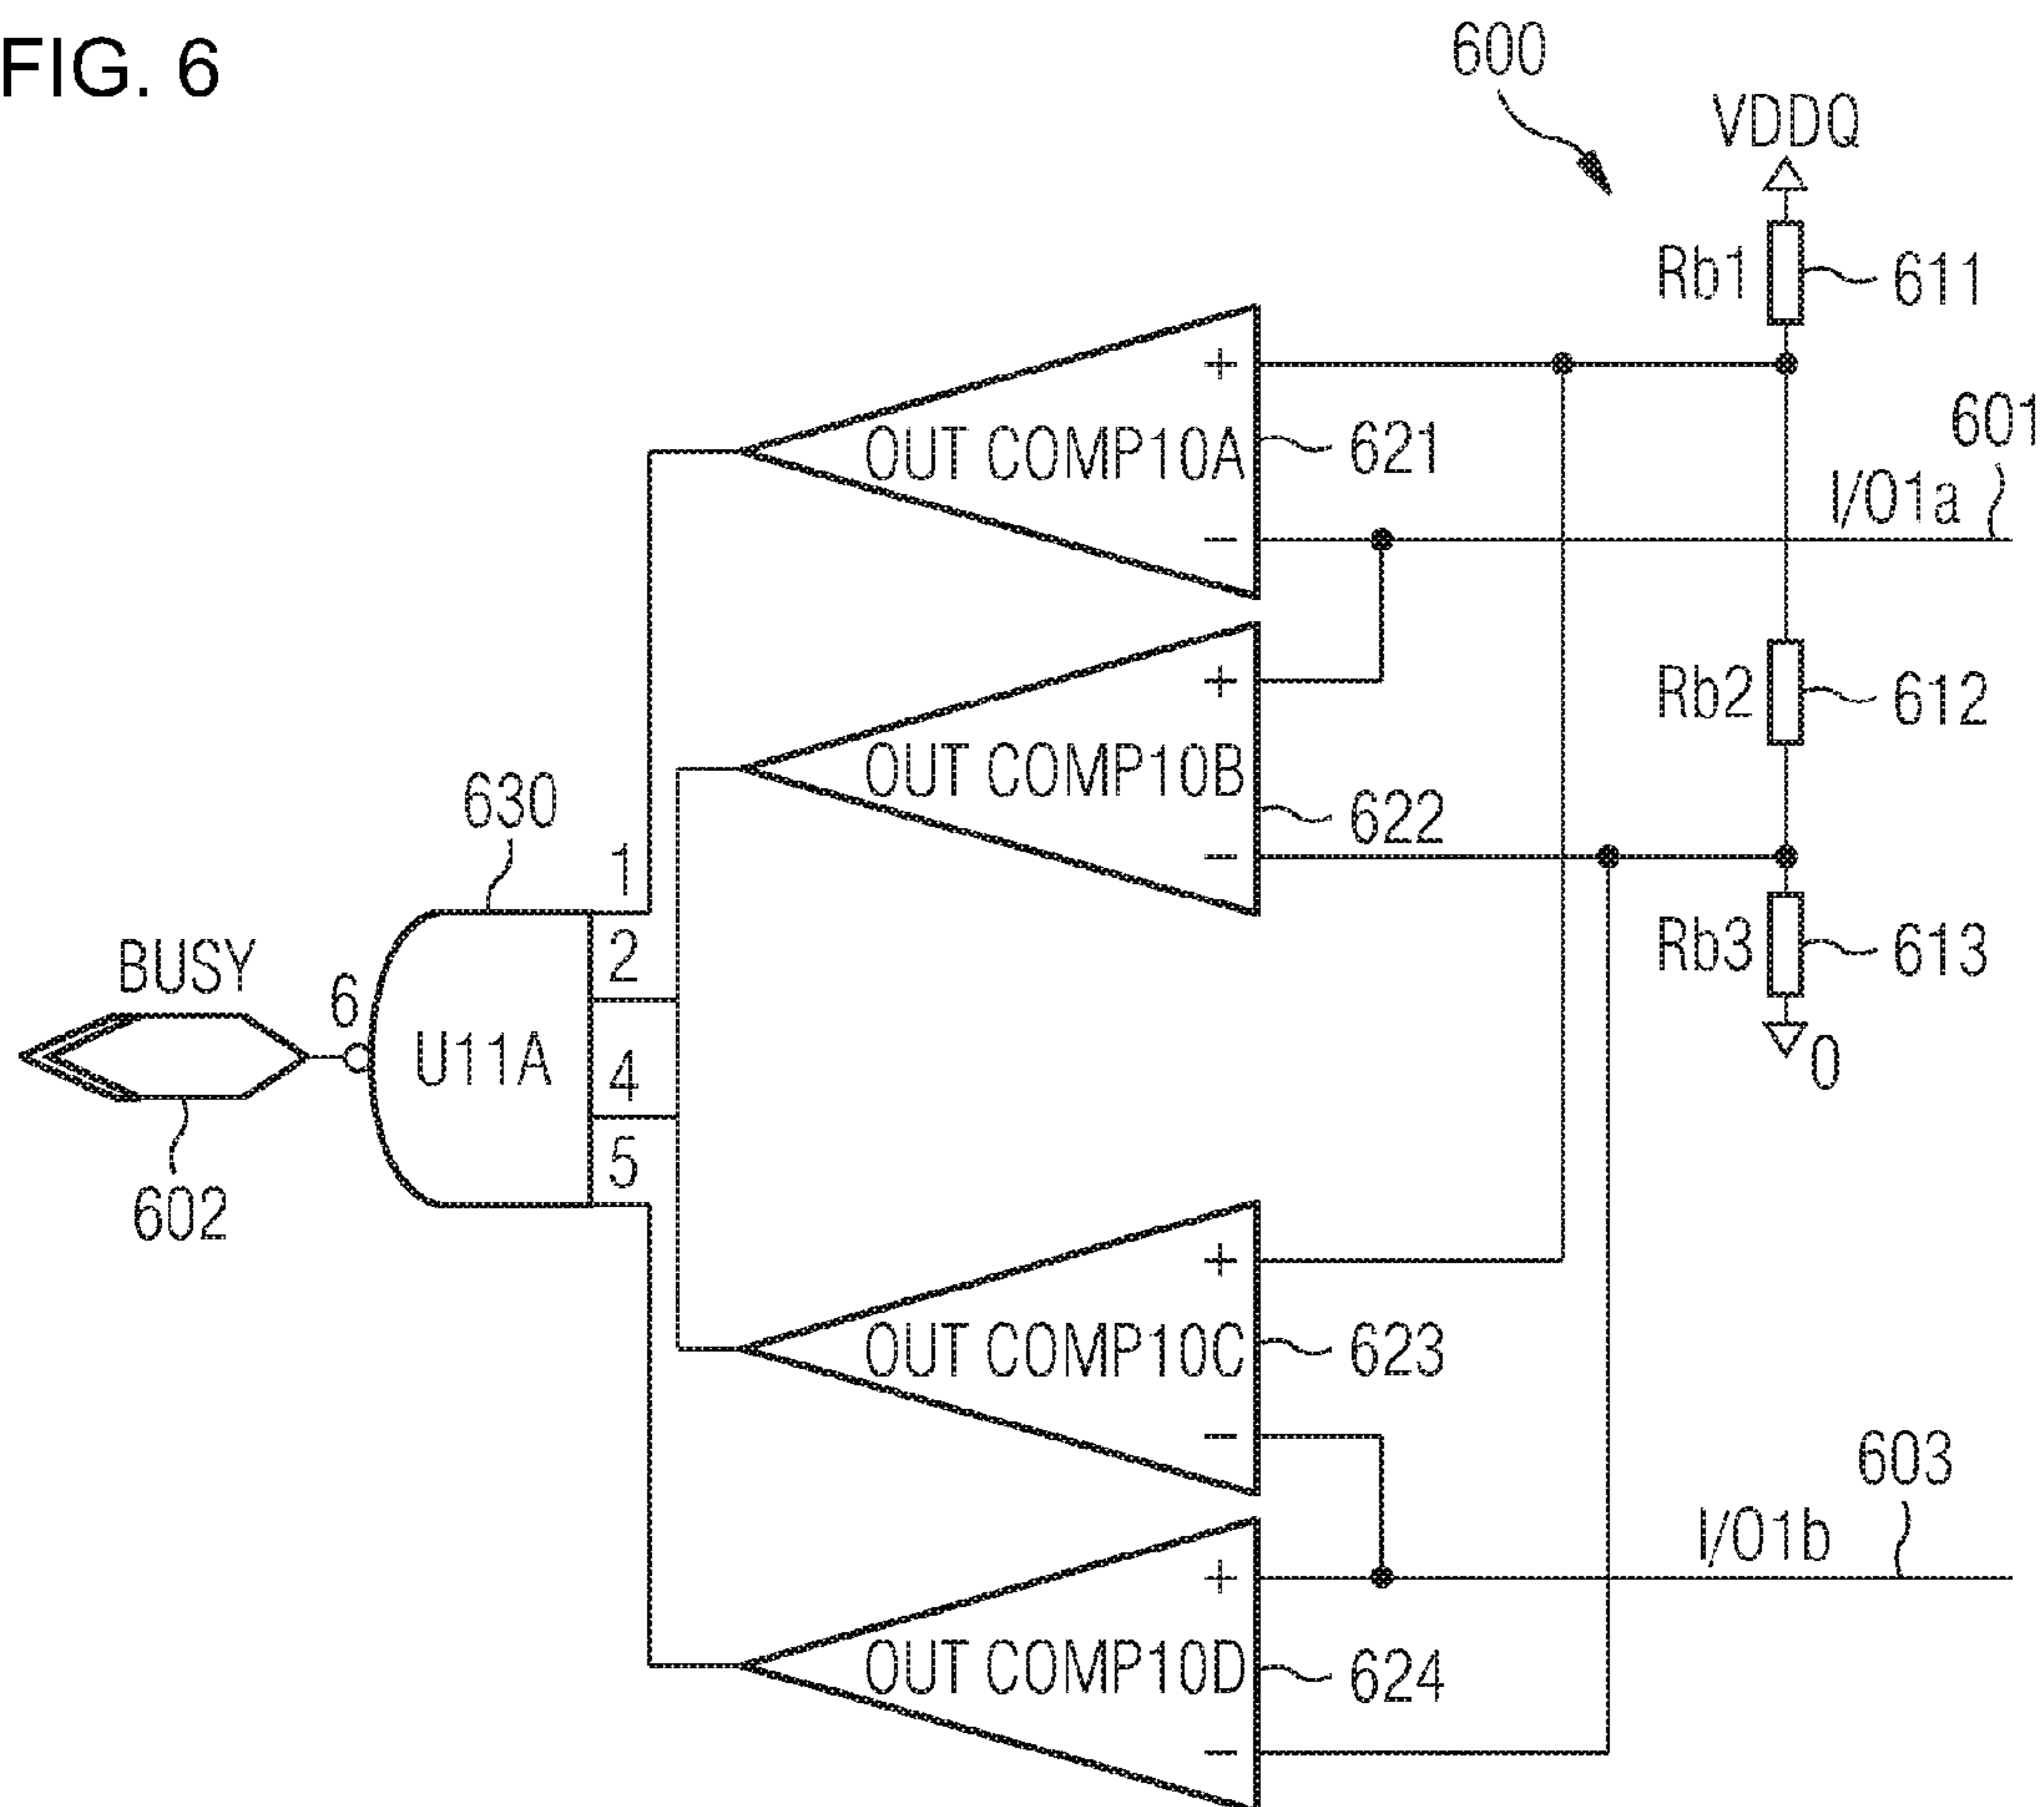 FIG. 6
600
VDDQ
Rb1
611
+
OUT COMP10A
621
601
I/O1a
−
+
Rb2
612
OUT COMP10B
622
−
630
1
2
BUSY
6
U11A
4
5
602
Rb3
613
0
+
OUT COMP10C
623
−
603
I/O1b
+
OUT COMP10D
624
−